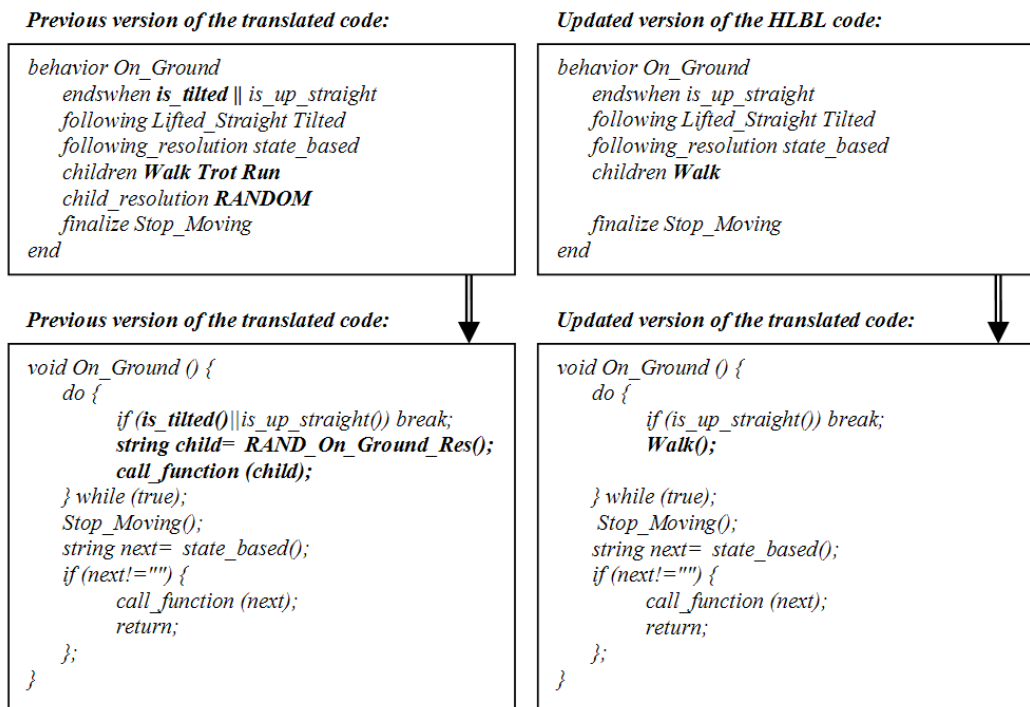 Previous version of the translated code:
behavior On_Ground
endswhen is_tilted || is_up_straight
following Lifted_Straight Tilted
following_resolution state_based
children Walk Trot Run
child_resolution RANDOM
finalize Stop_Moving
end
Updated version of the HLBL code:
behavior On_Ground
endswhen is_up_straight
following Lifted_Straight Tilted
following_resolution state_based
children Walk
finalize Stop_Moving
end
Previous version of the translated code:
void On_Ground () {
do {
if (is_tilted()||is_up_straight()) break;
string child= RAND_On_Ground_Res();
call_function (child);
} while (true);
Stop_Moving();
string next= state_based();
if (next!="") {
call_function (next);
return;
};
}
Updated version of the translated code:
void On_Ground () {
do {
if (is_up_straight()) break;
Walk();
} while (true);
Stop_Moving();
string next= state_based();
if (next!="") {
call_function (next);
return;
};
}